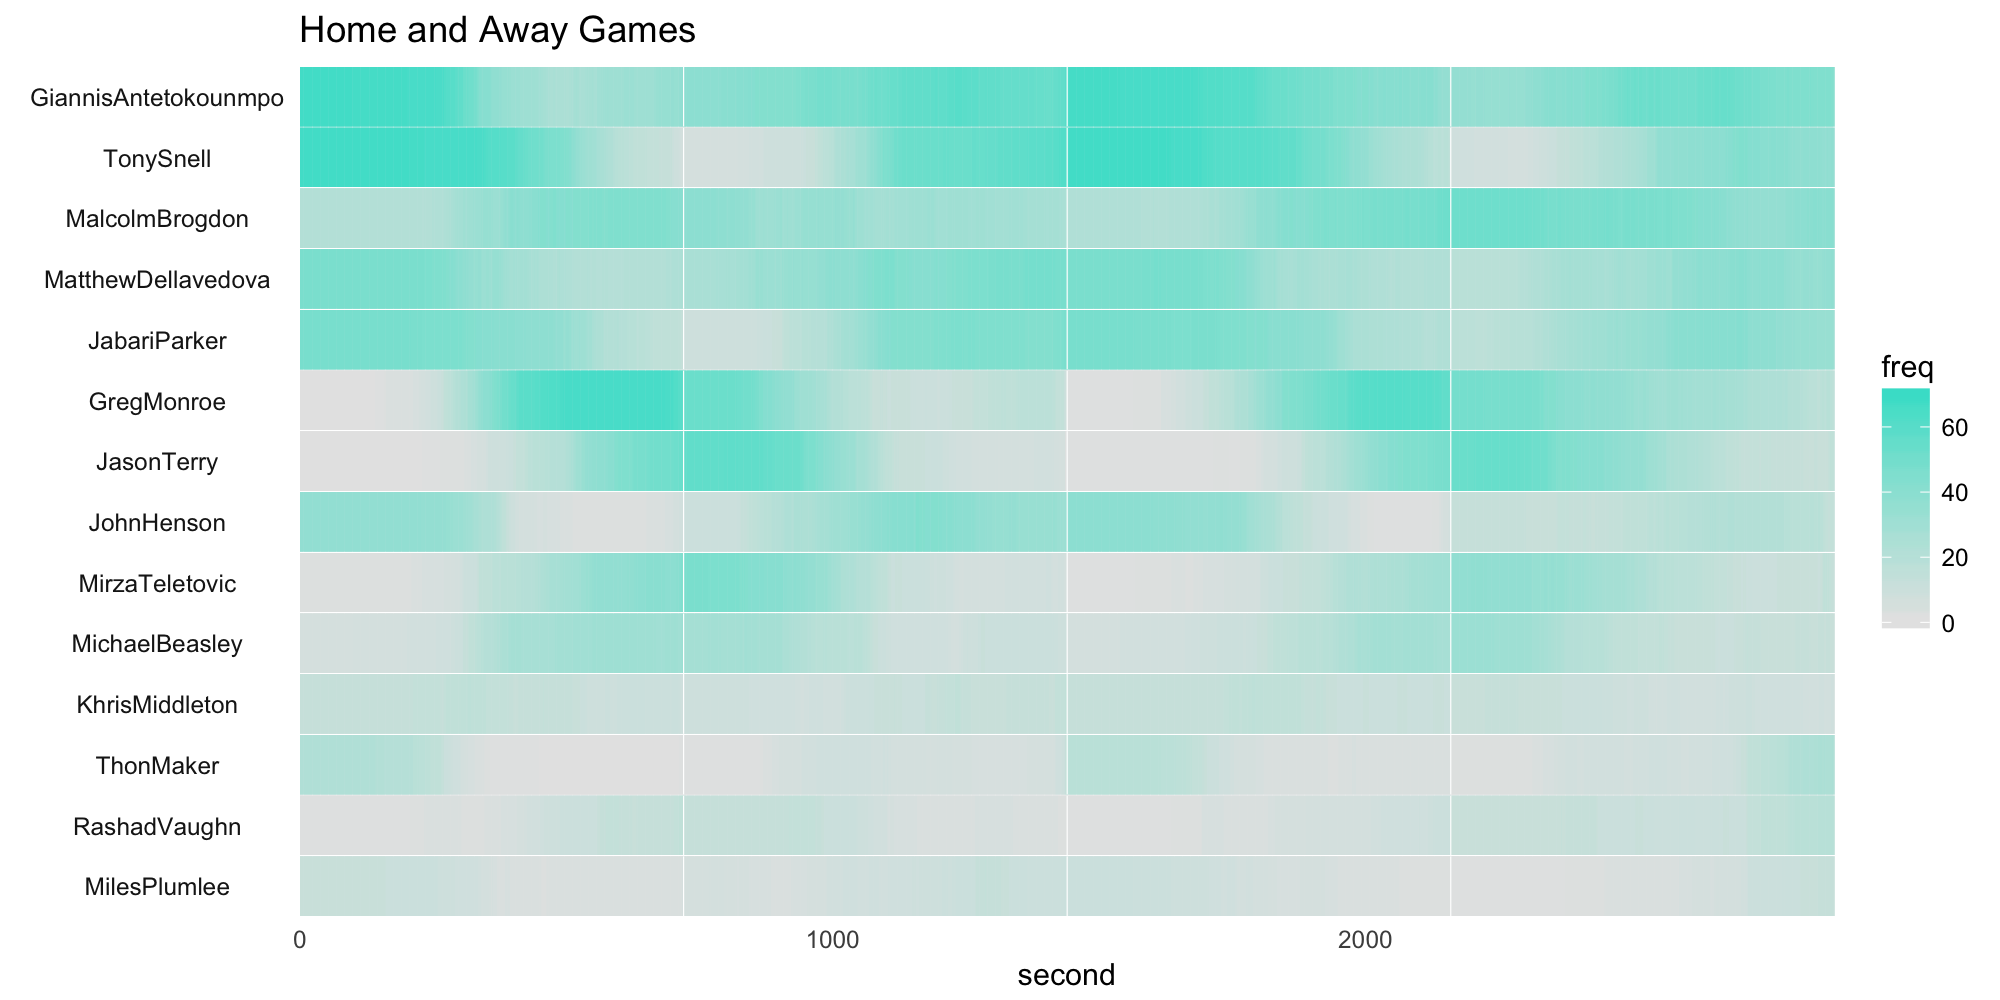 Home and Away Games
GiannisAntetokounmpo
TonySnell
MalcolmBrogdon
MatthewDellavedova
JabariParker
GregMonroe
JasonTerry
JohnHenson
MirzaTeletovic
MichaelBeasley
KhrisMiddleton
ThonMaker
RashadVaughn
MilesPlumlee
0 1000 2000
second
freq
60
40
20
0